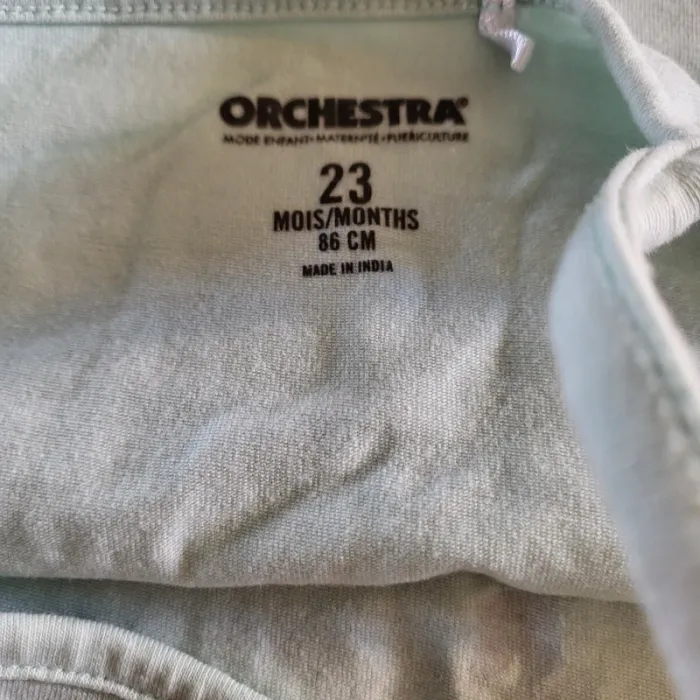 ORCHESTRA®
MODE ENFANT•MATERNITÉ•PUÉRICULTURE
23
MOIS/MONTHS
86 CM
MADE IN INDIA